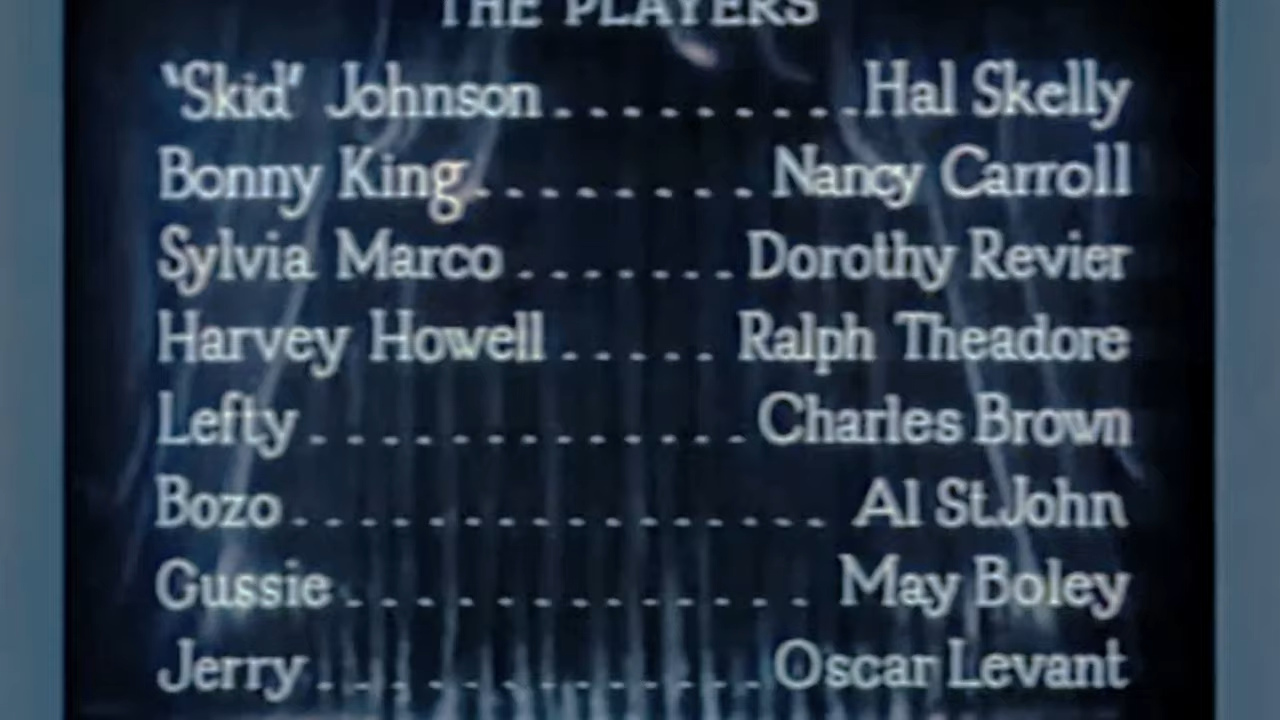 THE PLAYERS
"Skid" Johnson..........Hal Skelly
Bonny King........Nancy Carroll
Sylvia Marco.......Dorothy Revier
Harvey Howell.....Ralph Theadore
Lefty.............Charles Brown
Bozo................Al St.John
Gussie.............May Boley
Jerry.............Oscar Levant